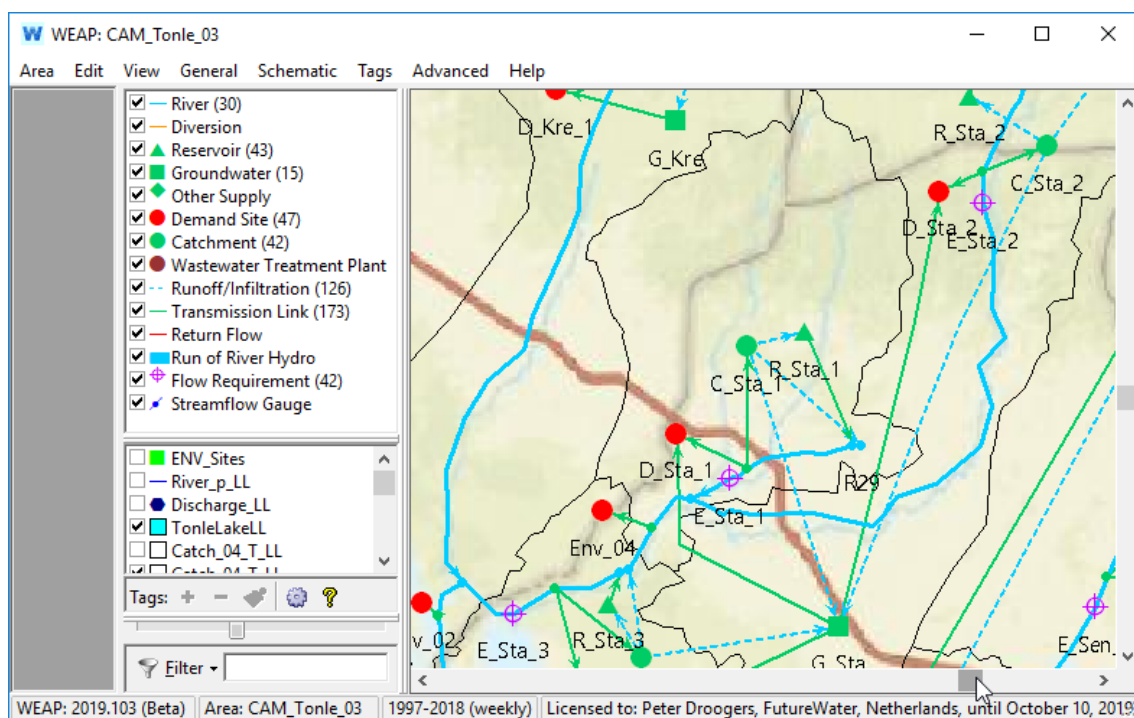 WEAP: CAM_Tonle_03
Area Edit View General Schematic Tags Advanced Help
River (30)
Diversion
Reservoir (43)
Groundwater (15)
Other Supply
Demand Site (47)
Catchment (42)
Wastewater Treatment Plant
Runoff/Infiltration (126)
Transmission Link (173)
Return Flow
Run of River Hydro
Flow Requirement (42)
Streamflow Gauge
ENV_Sites
River_p_LL
Discharge_LL
TonleLakeLL
Catch_04_T_LL
Catch_04_T_LL
Tags:
Filter
D_Kre_1
G_Kre
R_Sta_2
C_Sta_2
D_Sta_2
E_Sta_2
R_Sta_1
C_Sta_1
D_Sta_1
R29
E_Sta_1
Env_04
v_02
E_Sta_3
R_Sta_3
G_Sta
E_Sen_
WEAP: 2019.103 (Beta) Area: CAM_Tonle_03 1997-2018 (weekly) Licensed to: Peter Droogers, FutureWater, Netherlands, until October 10, 2019